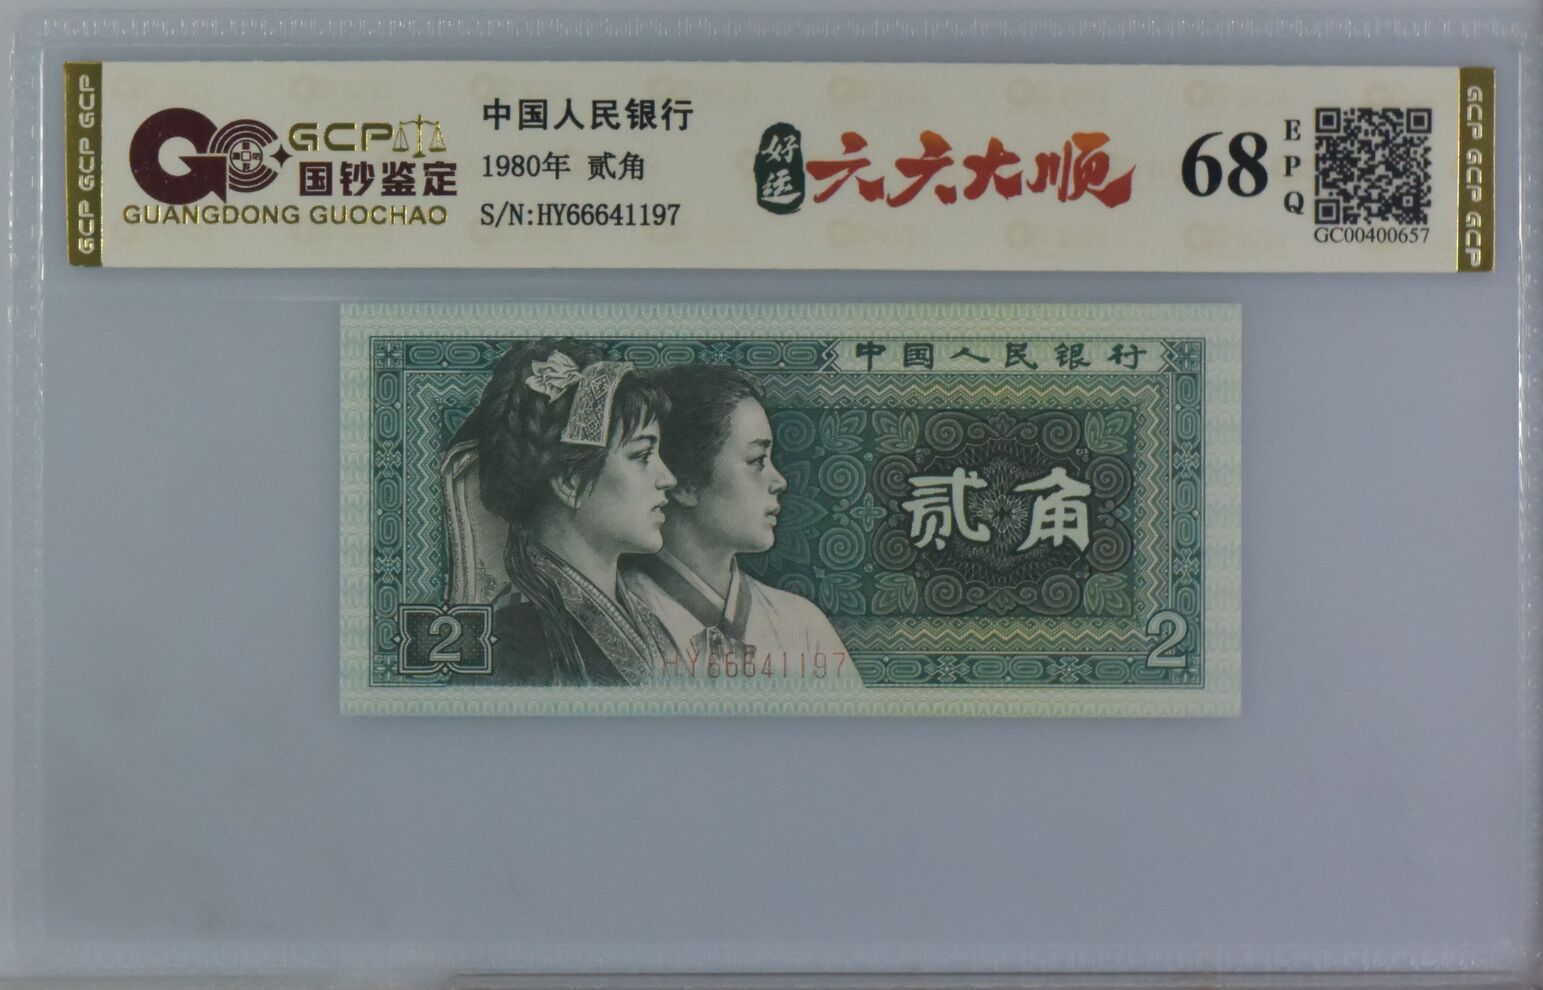 GCP GCP GCP
GCP
国钞鉴定
GUANGDONG GUOCHAO
中国人民银行
1980年 贰角
S/N:HY66641197
好运
六六大顺
68
EPQ
GC00400657
GCP GCP GCP
中国人民银行
贰角
2
2
HY66641197